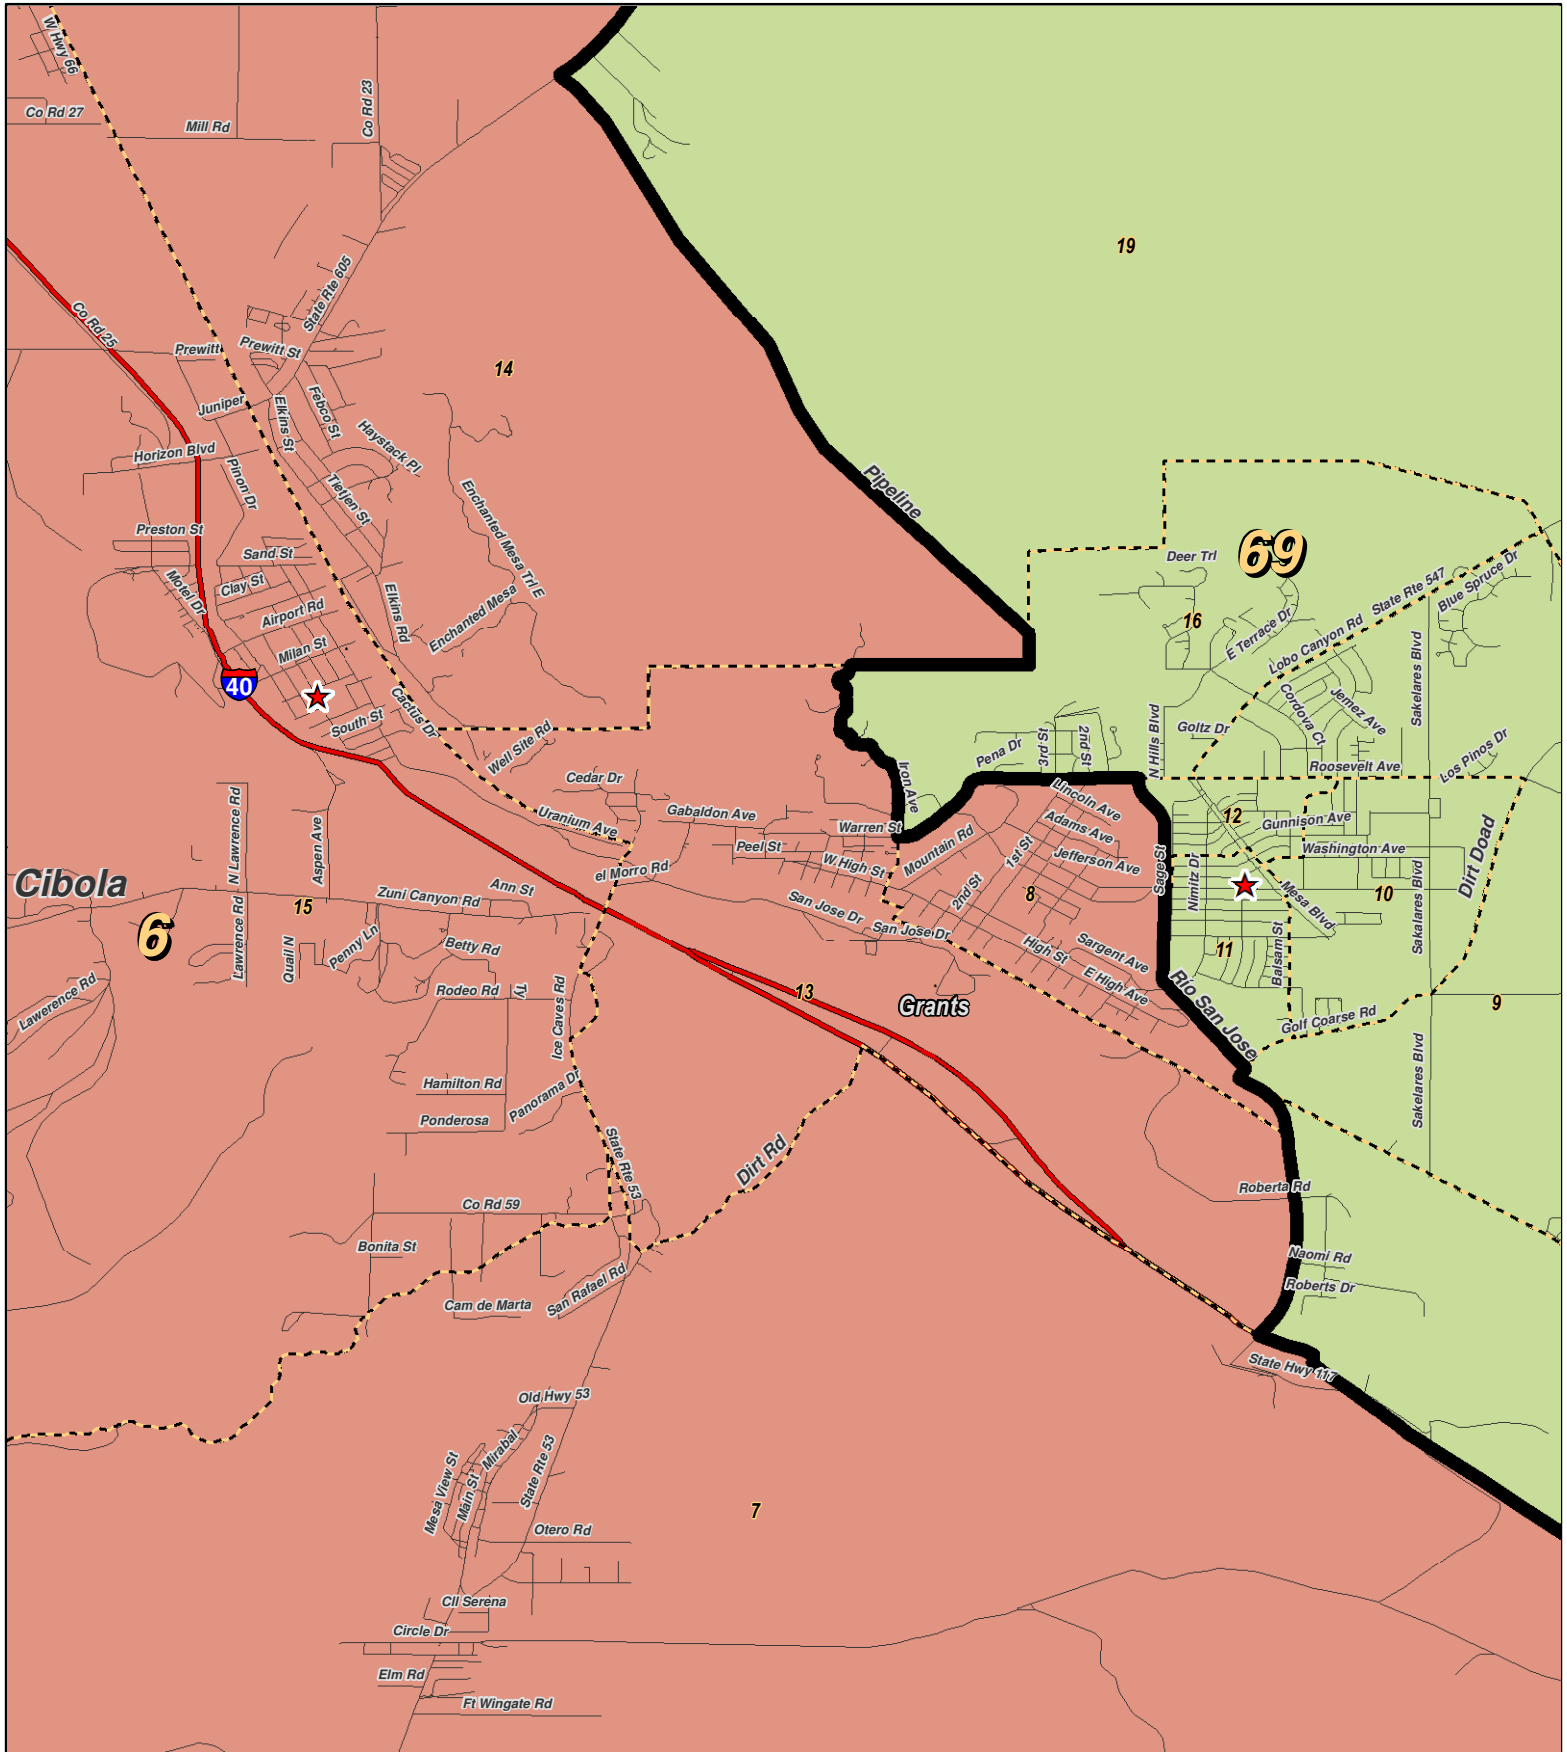 W Hwy 66
Co Rd 27
Mill Rd
Co Rd 23
19
State Rte 605
Co Rd 25
Prewitt
Prewitt St
14
Juniper
Elkins St
Febco St
Haystack Pl
Horizon Blvd
Pinon Dr
Tietjen St
Enchanted Mesa Trl E
Pipeline
Preston St
Sand St
69
Deer Trl
State Rte 547
Blue Spruce Dr
Motel Dr
Clay St
Airport Rd
Elkins Rd
Enchanted Mesa
16
E Terrace Dr
Lobo Canyon Rd
Milan St
Sakelares Blvd
40
Cordova Ct
Jemez Ave
South St
Cactus Dr
Well Site Rd
Pena Dr
3rd St
2nd St
N Hills Blvd
Goltz Dr
Los Pinos Dr
Roosevelt Ave
Cedar Dr
Iron Ave
Lincoln Ave
N Lawrence Rd
Aspen Ave
Uranium Ave
Gabaldon Ave
Warren St
Mountain Rd
Adams Ave
12
Gunnison Ave
Peel St
W High St
1st St
Jefferson Ave
Sage St
Washington Ave
Dirt Doad
Cibola
el Morro Rd
Nimitz Dr
Zuni Canyon Rd
Ann St
2nd St
8
Mesa Blvd
10
15
San Jose Dr
San Jose Dr
6
Lawrence Rd
Quail N
Penny Ln
Betty Rd
High St
Sargent Ave
11
Balsam St
Sakalares Blvd
Lawerence Rd
Rodeo Rd
Ty
Ice Caves Rd
13
Grants
E High Ave
Rio San Jose
Golf Coarse Rd
9
Hamilton Rd
Panorama Dr
Sakelares Blvd
Ponderosa
State Rte 53
Dirt Rd
Roberta Rd
Co Rd 59
Bonita St
Naomi Rd
Cam de Marta
San Rafael Rd
Roberts Dr
State Hwy 117
Old Hwy 53
Mirabal
Mesa View St
Main St
State Rte 53
7
Otero Rd
Cll Serena
Circle Dr
Elm Rd
Ft Wingate Rd